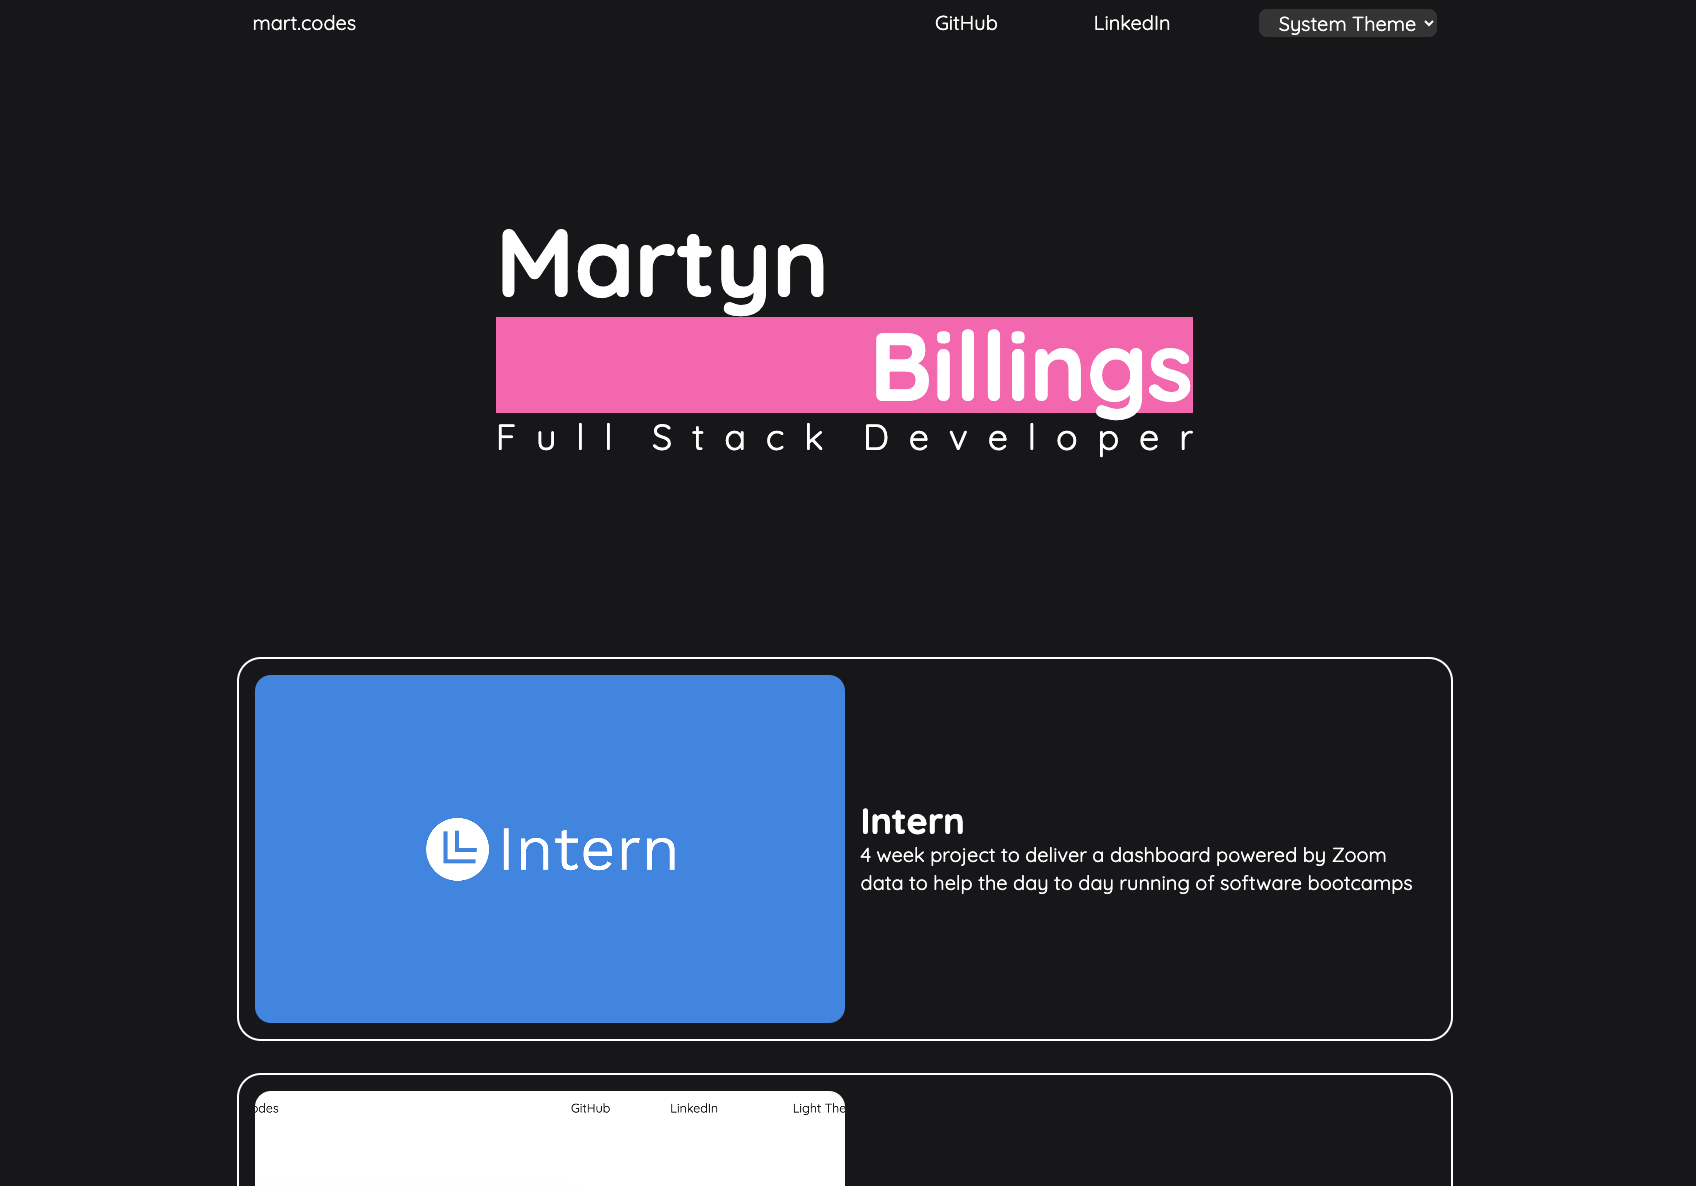 mart.codes GitHub LinkedIn System Theme
Martyn
Billings
Full Stack Developer
Intern
Intern
4 week project to deliver a dashboard powered by Zoom
data to help the day to day running of software bootcamps
odes GitHub LinkedIn Light The